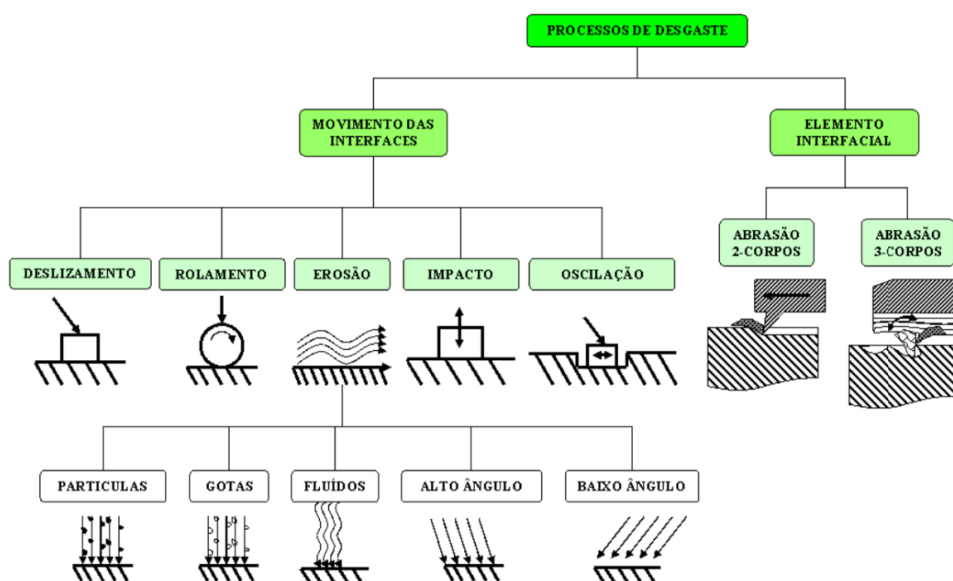 PROCESSOS DE DESGASTE
MOVIMENTO DAS
INTERFACES
ELEMENTO
INTERFACIAL
ABRASÃO
2-CORPOS
ABRASÃO
3-CORPOS
DESLIZAMENTO
ROLAMENTO
EROSÃO
IMPACTO
OSCILAÇÃO
PARTICULAS
GOTAS
FLUÍDOS
ALTO ÂNGULO
BAIXO ÂNGULO